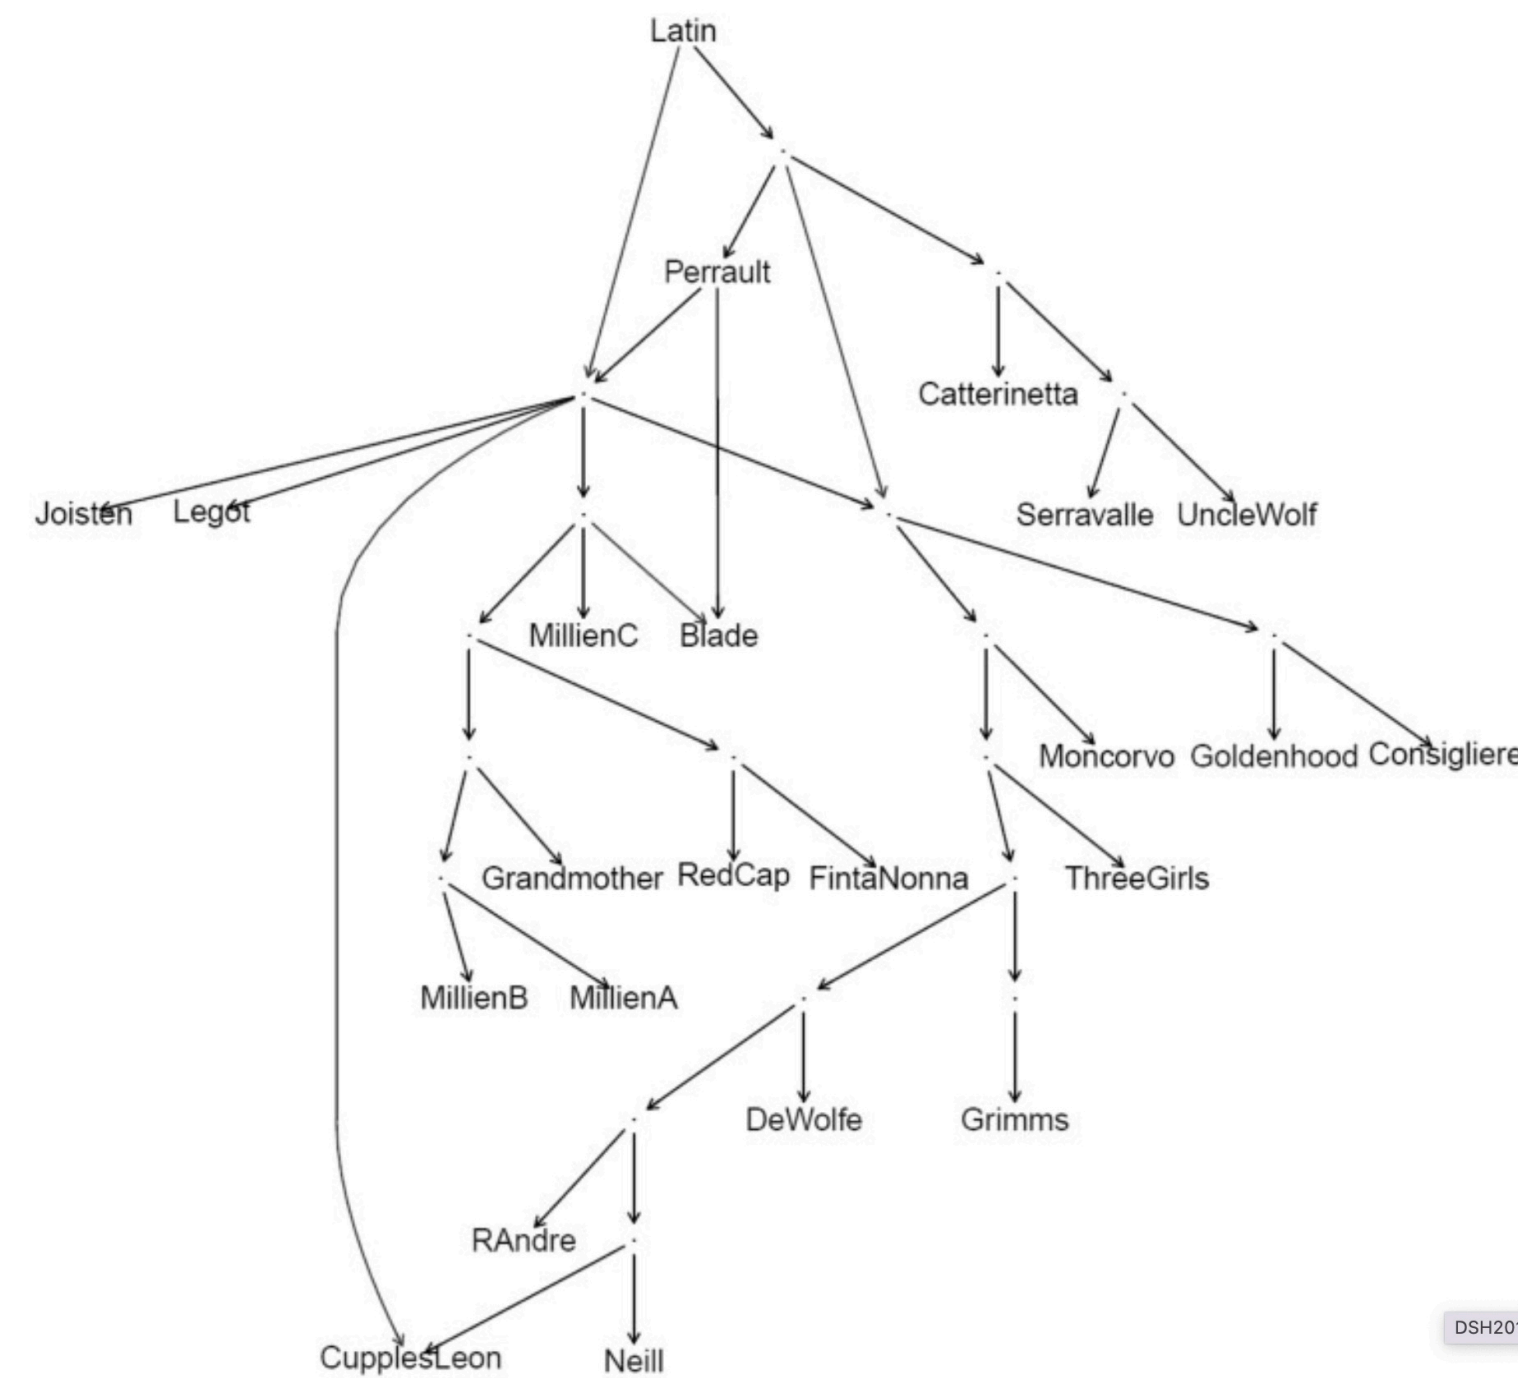 Latin
Perrault
Catterinetta
Joisten Legot Serravalle UncleWolf
MillienC Blade
Moncorvo Goldenhood Consigliere
Grandmother RedCap FintaNonna ThreeGirls
MillienB MillienA
DeWolfe Grimms
RAndre
DSH201
CupplesLeon Neill